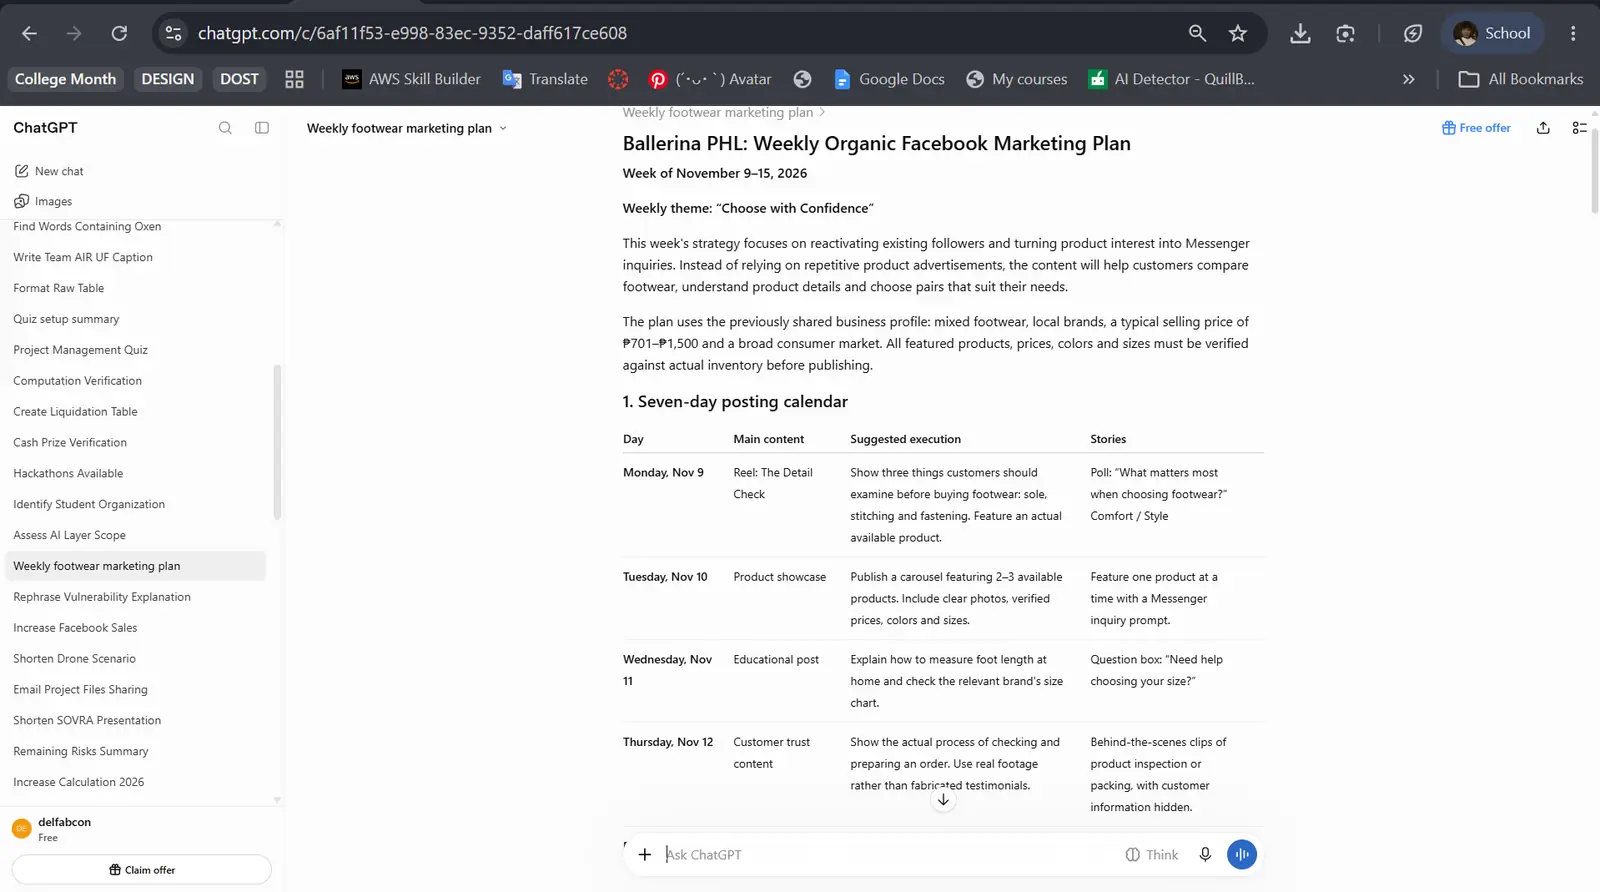 chatgpt.com/c/6af11f53-e998-83ec-9352-daff617ce608
School
College Month
DESIGN
DOST
aws
AWS Skill Builder
Translate
(´･ᴗ･ ` ) Avatar
Google Docs
My courses
AI Detector - QuillB...
All Bookmarks
ChatGPT
New chat
Images
Find Words Containing Oxen
Write Team AIR UF Caption
Format Raw Table
Quiz setup summary
Project Management Quiz
Computation Verification
Create Liquidation Table
Cash Prize Verification
Hackathons Available
Identify Student Organization
Assess AI Layer Scope
Weekly footwear marketing plan
Rephrase Vulnerability Explanation
Increase Facebook Sales
Shorten Drone Scenario
Email Project Files Sharing
Shorten SOVRA Presentation
Remaining Risks Summary
Increase Calculation 2026
DE
delfabcon
Free
Claim offer
Weekly footwear marketing plan
Free offer
Weekly footwear marketing plan
Ballerina PHL: Weekly Organic Facebook Marketing Plan
Week of November 9–15, 2026
Weekly theme: “Choose with Confidence”
This week's strategy focuses on reactivating existing followers and turning product interest into Messenger
inquiries. Instead of relying on repetitive product advertisements, the content will help customers compare
footwear, understand product details and choose pairs that suit their needs.
The plan uses the previously shared business profile: mixed footwear, local brands, a typical selling price of
₱701–₱1,500 and a broad consumer market. All featured products, prices, colors and sizes must be verified
against actual inventory before publishing.
1. Seven-day posting calendar
Day Main content Suggested execution Stories
Monday, Nov 9
Reel: The Detail
Check
Show three things customers should
examine before buying footwear: sole,
stitching and fastening. Feature an actual
available product.
Poll: “What matters most
when choosing footwear?”
Comfort / Style
Tuesday, Nov 10
Product showcase
Publish a carousel featuring 2–3 available
products. Include clear photos, verified
prices, colors and sizes.
Feature one product at a
time with a Messenger
inquiry prompt.
Wednesday, Nov
11
Educational post
Explain how to measure foot length at
home and check the relevant brand's size
chart.
Question box: “Need help
choosing your size?”
Thursday, Nov 12
Customer trust
content
Show the actual process of checking and
preparing an order. Use real footage
rather than fabricated testimonials.
Behind-the-scenes clips of
product inspection or
packing, with customer
information hidden.
Ask ChatGPT
Think